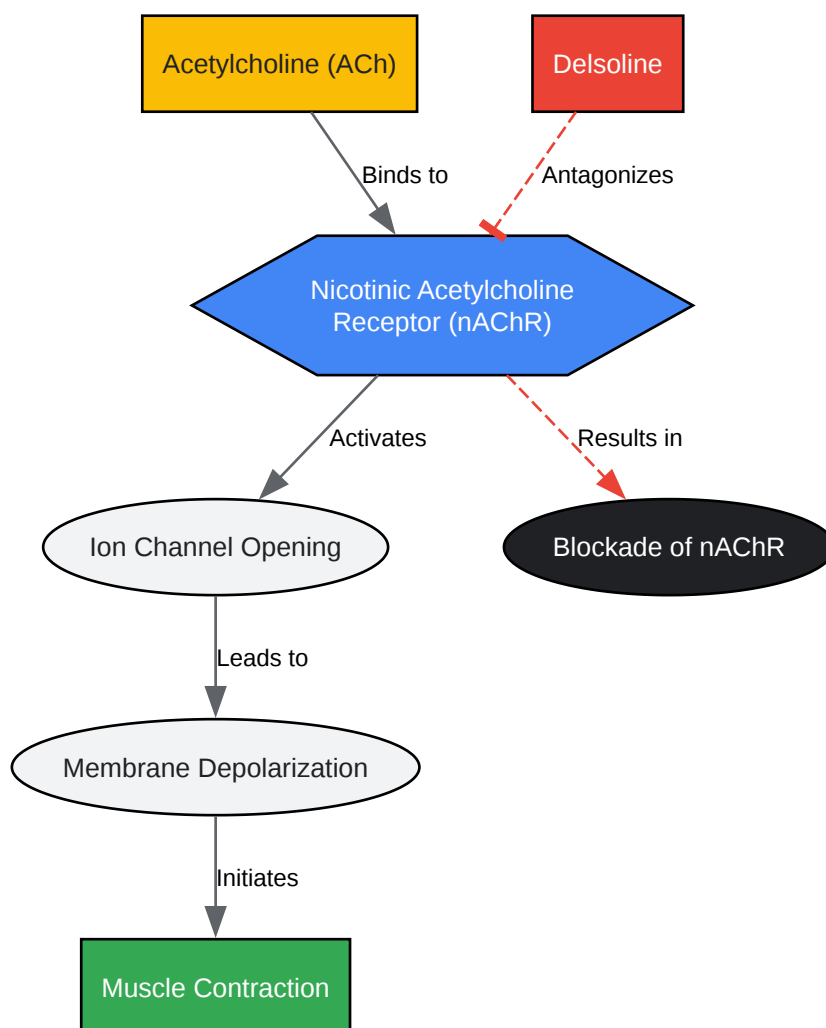 Acetylcholine (ACh)
Delsoline
Binds to
Antagonizes
Nicotinic Acetylcholine
Receptor (nAChR)
Activates
Results in
Ion Channel Opening
Blockade of nAChR
Leads to
Membrane Depolarization
Initiates
Muscle Contraction